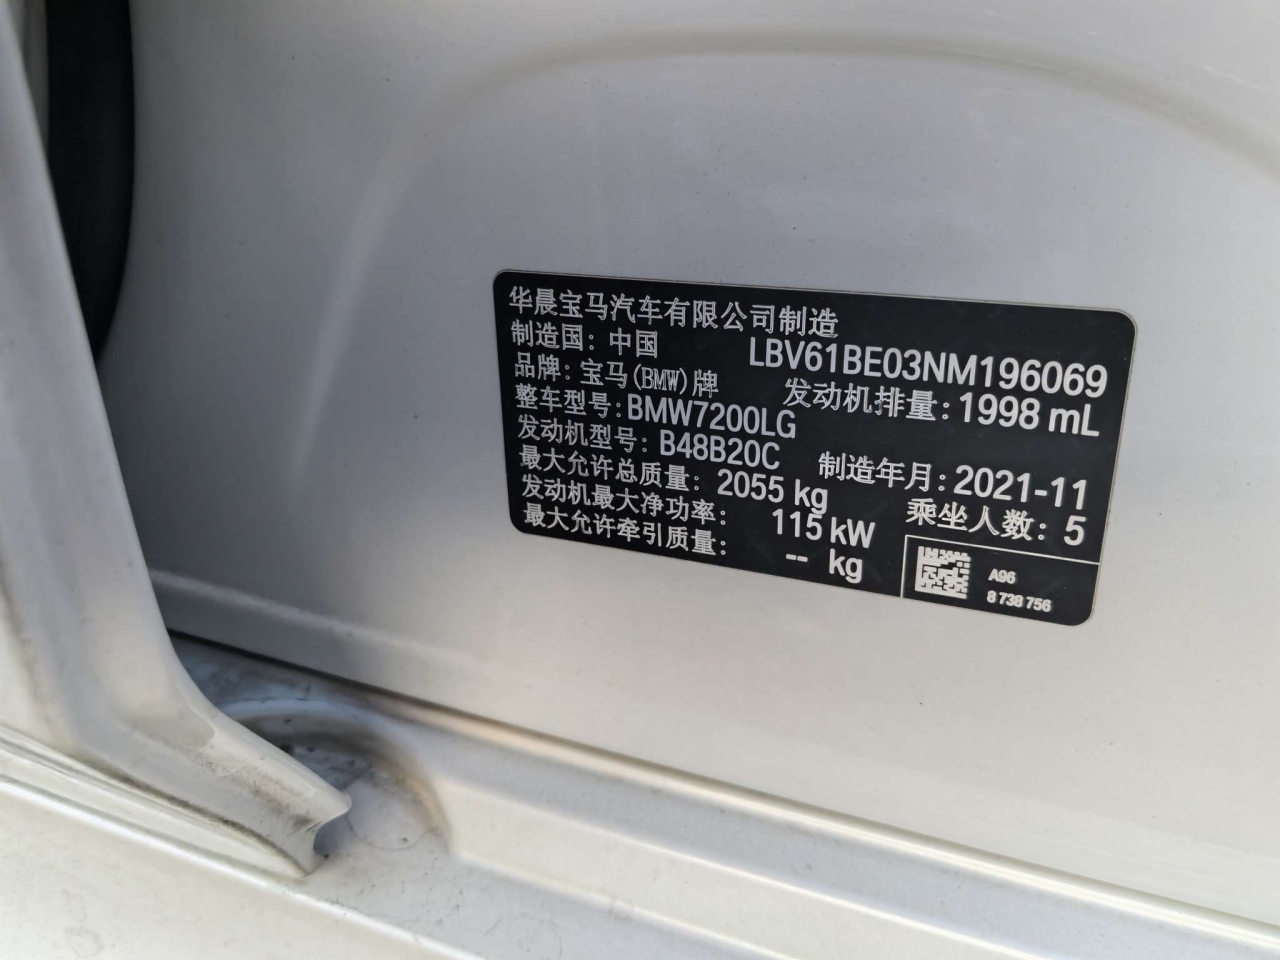 华晨宝马汽车有限公司制造
制造国: 中国
LBV61BE03NM196069
品牌: 宝马(BMW)牌
发动机排量: 1998 mL
整车型号: BMW7200LG
发动机型号: B48B20C
制造年月: 2021-11
最大允许总质量: 2055 kg
乘坐人数: 5
发动机最大净功率: 115 kW
最大允许牵引质量: -- kg
A96
8 738 756